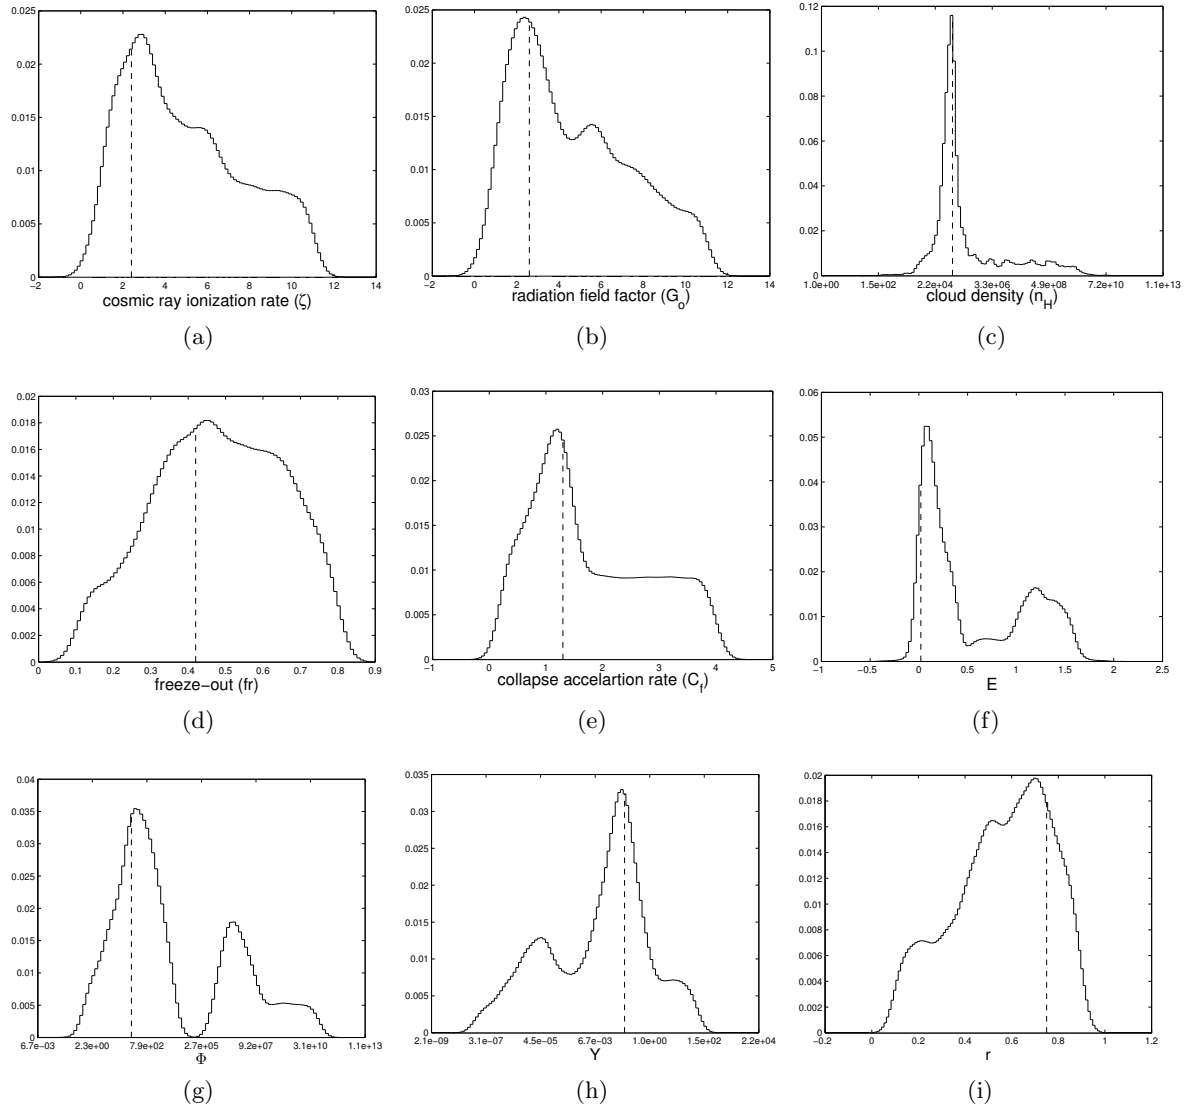 0.025
0.02
0.015
0.01
0.005
0
−2 0 2 4 6 8 10 12 14
cosmic ray ionization rate (ζ)
(a)
0.025
0.02
0.015
0.01
0.005
0
−2 0 2 4 6 8 10 12 14
radiation field factor (G_o)
(b)
0.12
0.1
0.08
0.06
0.04
0.02
0
1.0e+00 1.5e+02 2.2e+04 3.3e+06 4.9e+08 7.2e+10 1.1e+13
cloud density (n_H)
(c)
0.02
0.018
0.016
0.014
0.012
0.01
0.008
0.006
0.004
0.002
0
0 0.1 0.2 0.3 0.4 0.5 0.6 0.7 0.8 0.9
freeze−out (fr)
(d)
0.03
0.025
0.02
0.015
0.01
0.005
0
−1 0 1 2 3 4 5
collapse accelartion rate (C_f)
(e)
0.06
0.05
0.04
0.03
0.02
0.01
0
−1 −0.5 0 0.5 1 1.5 2 2.5
E
(f)
0.04
0.035
0.03
0.025
0.02
0.015
0.01
0.005
0
6.7e−03 2.3e+00 7.9e+02 2.7e+05 9.2e+07 3.1e+10 1.1e+13
Φ
(g)
0.035
0.03
0.025
0.02
0.015
0.01
0.005
0
2.1e−09 3.1e−07 4.5e−05 6.7e−03 1.0e+00 1.5e+02 2.2e+04
Y
(h)
0.02
0.018
0.016
0.014
0.012
0.01
0.008
0.006
0.004
0.002
0
−0.2 0 0.2 0.4 0.6 0.8 1 1.2
r
(i)